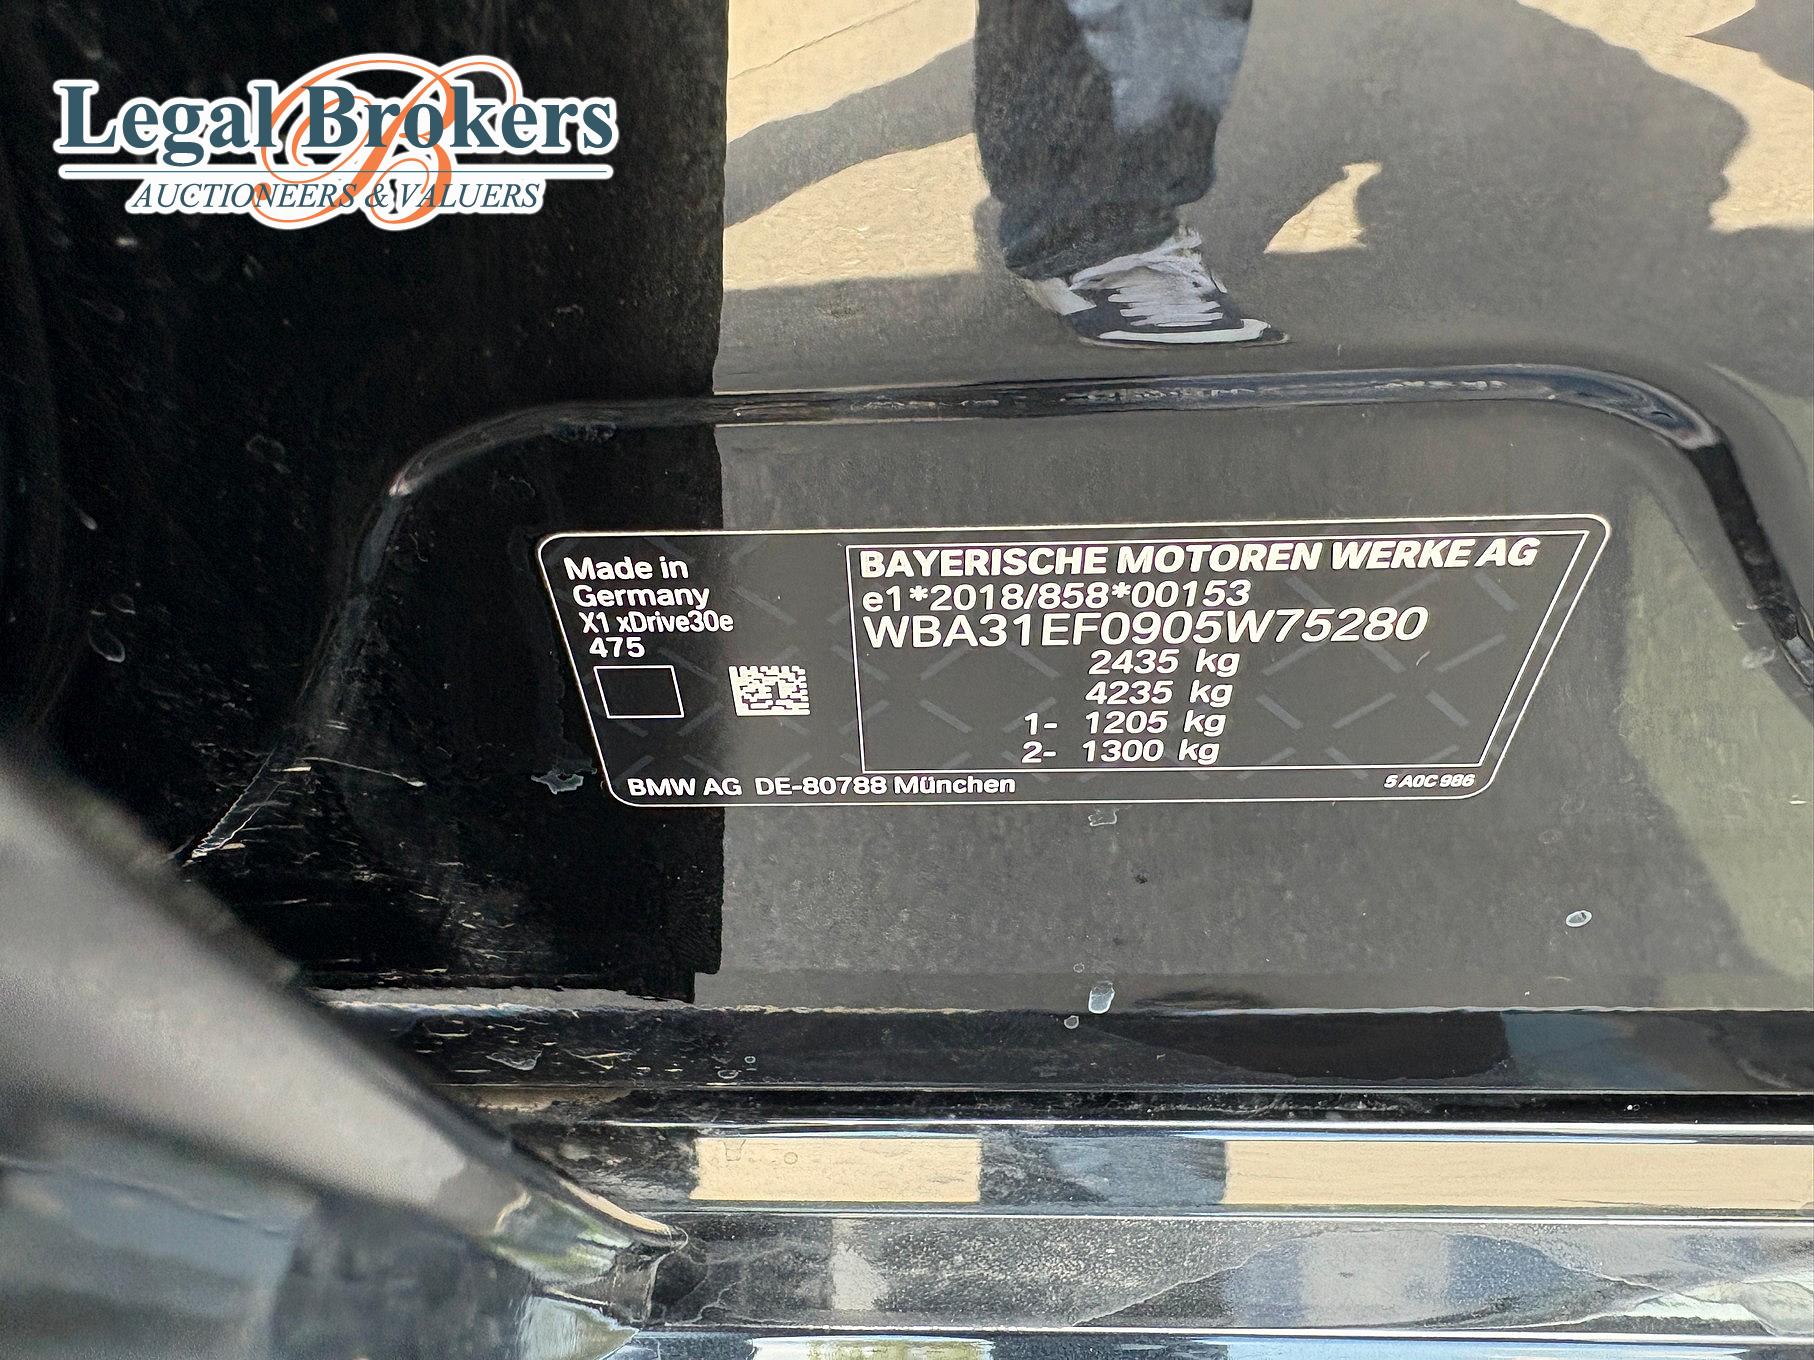 Legal Brokers
AUCTIONEERS & VALUERS
Made in
Germany
X1 xDrive30e
475
BAYERISCHE MOTOREN WERKE AG
e1*2018/858*00153
WBA31EF0905W75280
2435 kg
4235 kg
1- 1205 kg
2- 1300 kg
BMW AG DE-80788 München
5 A0C 986